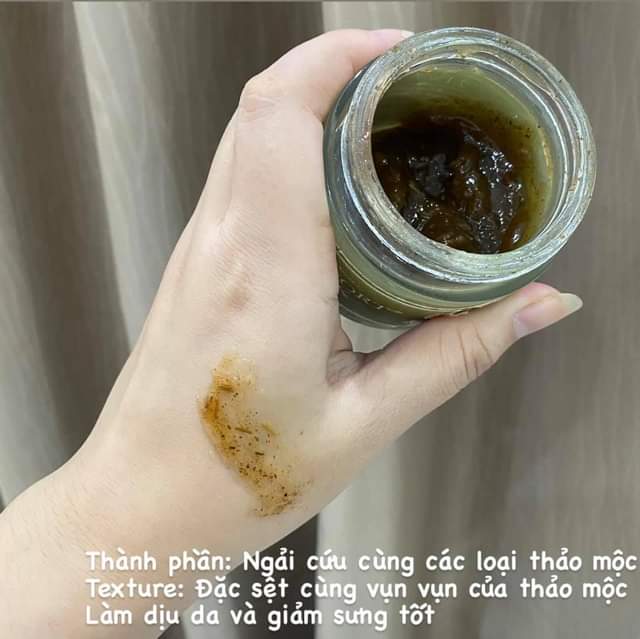 Thành phần: Ngải cứu cùng các loại thảo mộc
Texture: Đặc sệt cùng vụn vụn của thảo mộc
Làm dịu da và giảm sưng tốt